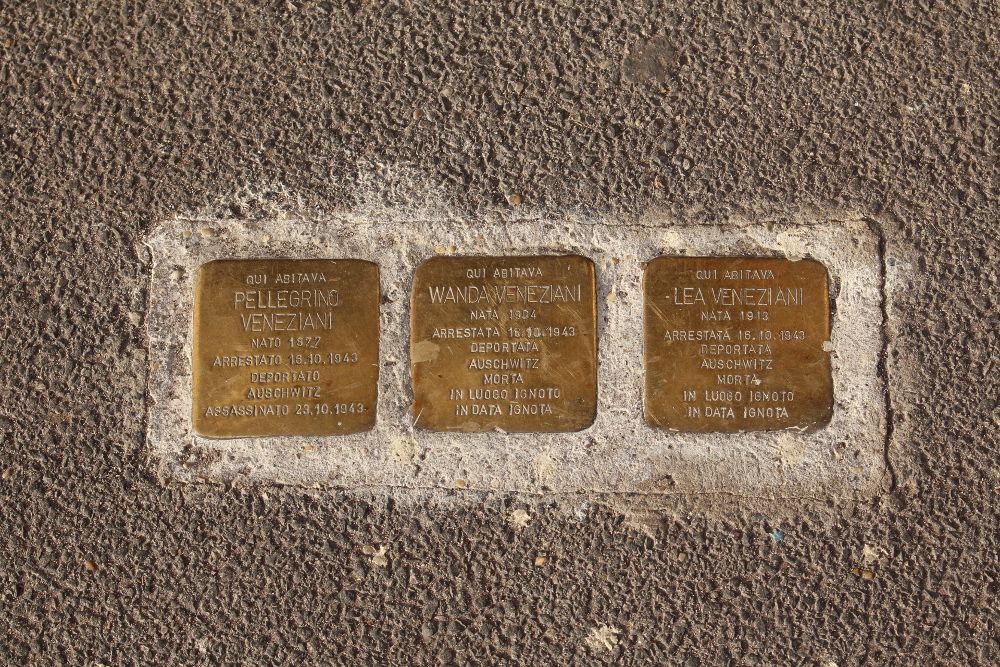 QUI ABITAVA
PELLEGRINO
VENEZIANI
NATO 1877
ARRESTATO 16.10.1943
DEPORTATO
AUSCHWITZ
ASSASSINATO 23.10.1943
QUI ABITAVA
WANDA VENEZIANI
NATA 1904
ARRESTATA 16.10.1943
DEPORTATA
AUSCHWITZ
MORTA
IN LUOGO IGNOTO
IN DATA IGNOTA
QUI ABITAVA
LEA VENEZIANI
NATA 1913
ARRESTATA 16.10.1943
DEPORTATA
AUSCHWITZ
MORTA
IN LUOGO IGNOTO
IN DATA IGNOTA